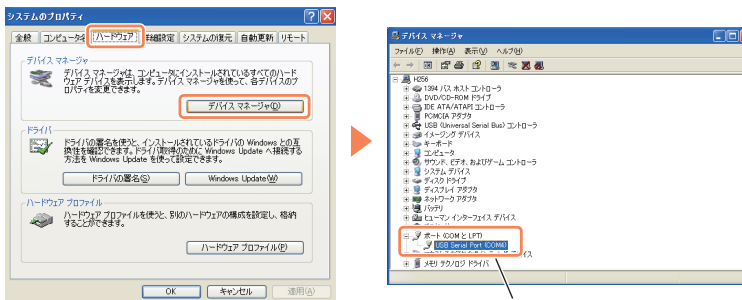 システムのプロパティ
全般 コンピュータ名 ハードウェア 詳細設定 システムの復元 自動更新 リモート
デバイス マネージャ
デバイス マネージャは、コンピュータにインストールされているすべてのハード
ウェア デバイスを表示します。デバイス マネージャを使って、各デバイスのプ
ロパティを変更できます。
デバイス マネージャ(D)
ドライバ
ドライバの署名を使うと、インストールされているドライバの Windows との互
換性を確認できます。ドライバ取得のために Windows Update へ接続する
方法を Windows Update を使って設定できます。
ドライバの署名(S) Windows Update(W)
ハードウェア プロファイル
ハードウェア プロファイルを使うと、別のハードウェアの構成を設定し、格納
することができます。
ハードウェア プロファイル(P)
OK キャンセル 適用(A)
デバイス マネージャ
ファイル(F) 操作(A) 表示(V) ヘルプ(H)
H256
1394 バス ホスト コントローラ
DVD/CD-ROM ドライブ
IDE ATA/ATAPI コントローラ
PCMCIA アダプタ
USB (Universal Serial Bus) コントローラ
イメージング デバイス
キーボード
コンピュータ
サウンド、ビデオ、およびゲーム コントローラ
システム デバイス
ディスク ドライブ
ディスプレイ アダプタ
ネットワーク アダプタ
バッテリ
ヒューマン インターフェイス デバイス
ポート (COM と LPT)
USB Serial Port (COM4)
メモリ テクノロジ ドライバ